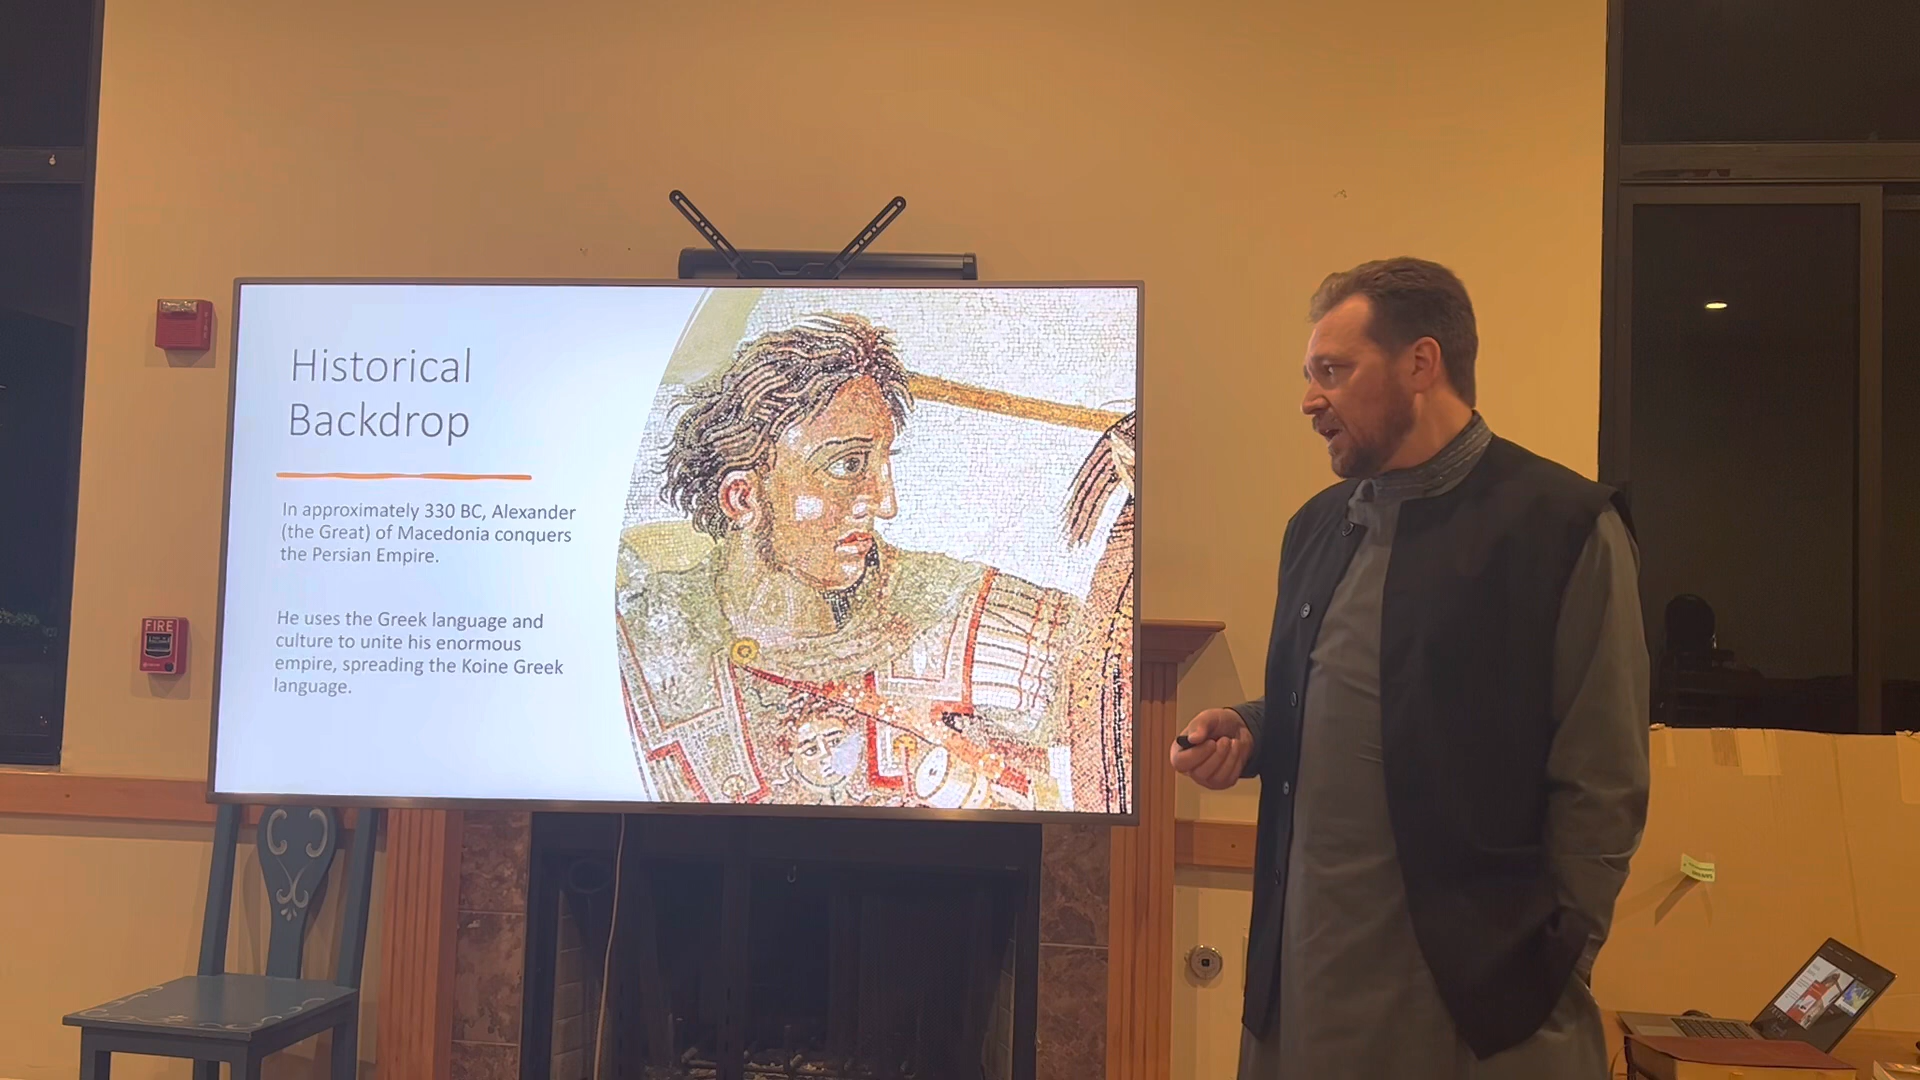 Historical
Backdrop
In approximately 330 BC, Alexander
(the Great) of Macedonia conquers
the Persian Empire.
He uses the Greek language and
culture to unite his enormous
empire, spreading the Koine Greek
language.
FIRE
FIRE